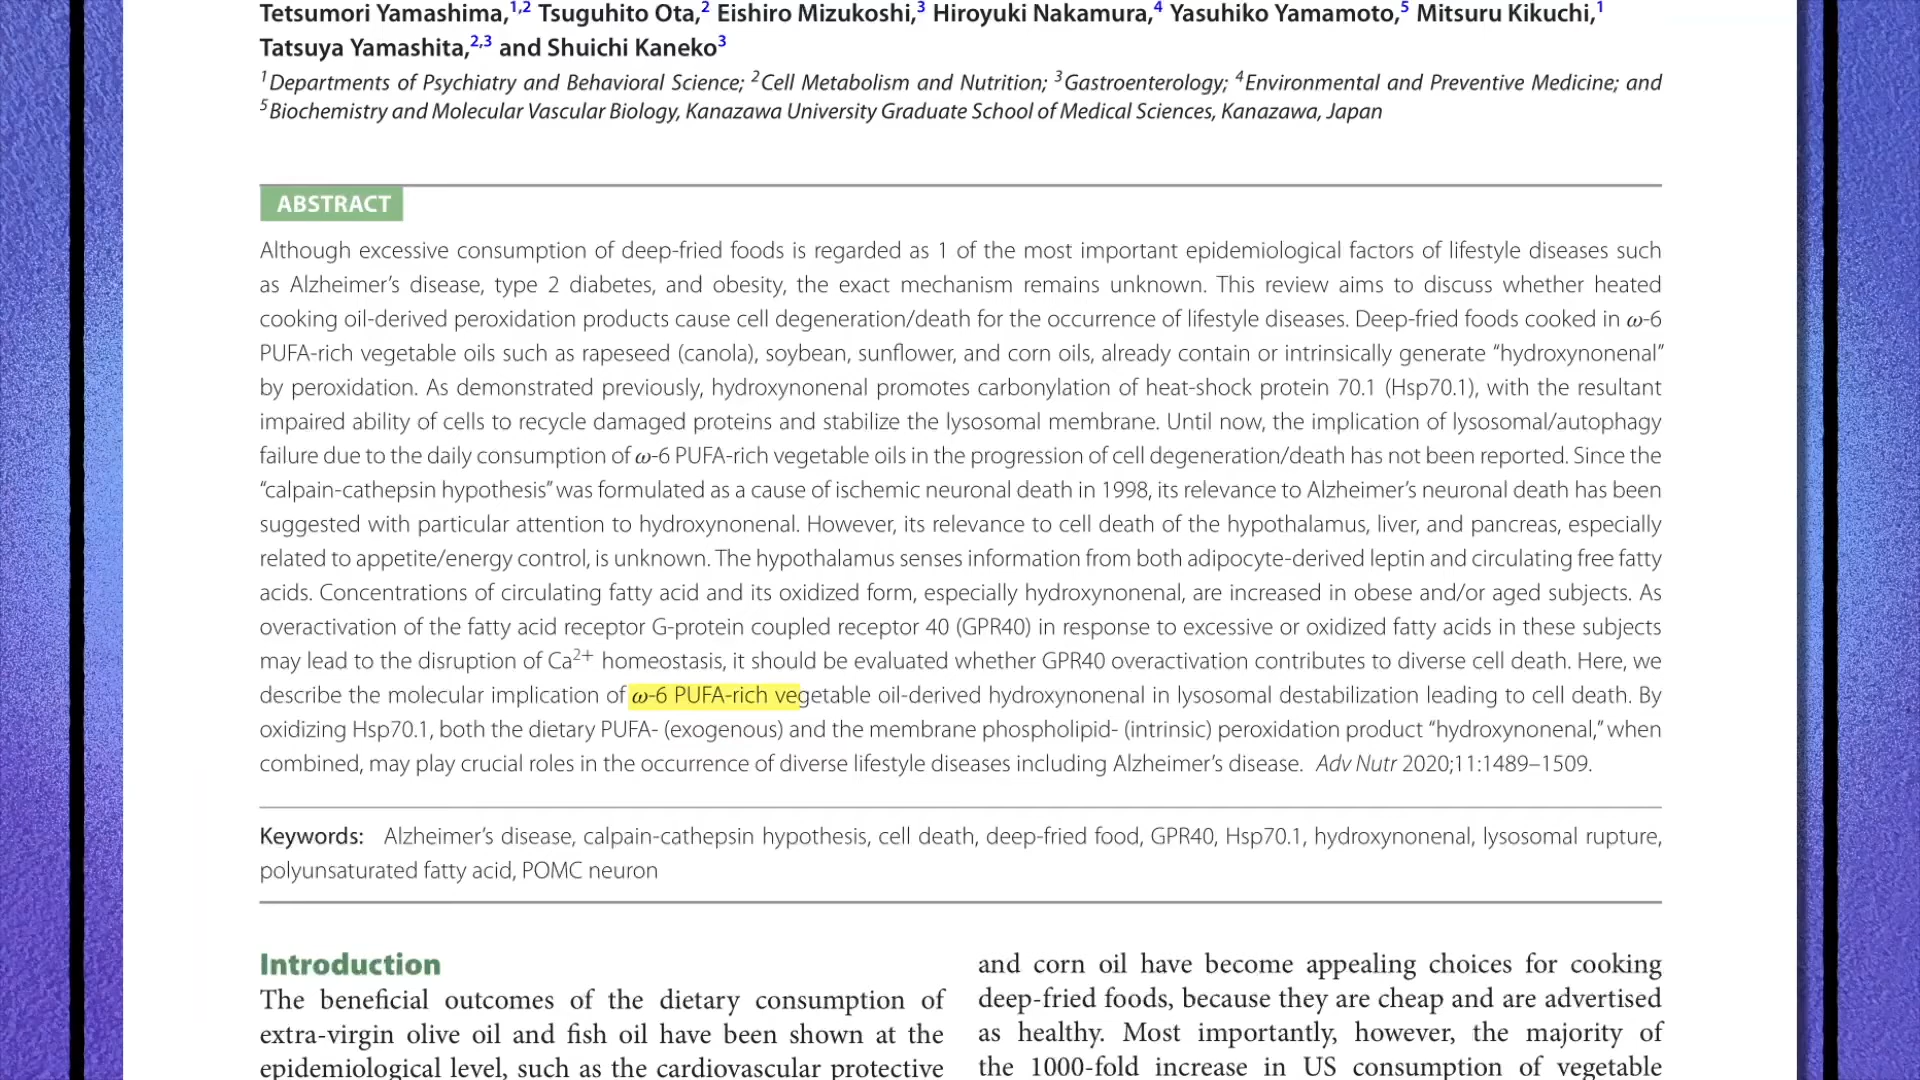 Tetsumori Yamashima,1,2 Tsuguhito Ota,2 Eishiro Mizukoshi,3 Hiroyuki Nakamura,4 Yasuhiko Yamamoto,5 Mitsuru Kikuchi,1
Tatsuya Yamashita,2,3 and Shuichi Kaneko3
1Departments of Psychiatry and Behavioral Science; 2Cell Metabolism and Nutrition; 3Gastroenterology; 4Environmental and Preventive Medicine; and
5Biochemistry and Molecular Vascular Biology, Kanazawa University Graduate School of Medical Sciences, Kanazawa, Japan
ABSTRACT
Although excessive consumption of deep-fried foods is regarded as 1 of the most important epidemiological factors of lifestyle diseases such
as Alzheimer's disease, type 2 diabetes, and obesity, the exact mechanism remains unknown. This review aims to discuss whether heated
cooking oil-derived peroxidation products cause cell degeneration/death for the occurrence of lifestyle diseases. Deep-fried foods cooked in ω-6
PUFA-rich vegetable oils such as rapeseed (canola), soybean, sunflower, and corn oils, already contain or intrinsically generate “hydroxynonenal”
by peroxidation. As demonstrated previously, hydroxynonenal promotes carbonylation of heat-shock protein 70.1 (Hsp70.1), with the resultant
impaired ability of cells to recycle damaged proteins and stabilize the lysosomal membrane. Until now, the implication of lysosomal/autophagy
failure due to the daily consumption of ω-6 PUFA-rich vegetable oils in the progression of cell degeneration/death has not been reported. Since the
“calpain-cathepsin hypothesis” was formulated as a cause of ischemic neuronal death in 1998, its relevance to Alzheimer's neuronal death has been
suggested with particular attention to hydroxynonenal. However, its relevance to cell death of the hypothalamus, liver, and pancreas, especially
related to appetite/energy control, is unknown. The hypothalamus senses information from both adipocyte-derived leptin and circulating free fatty
acids. Concentrations of circulating fatty acid and its oxidized form, especially hydroxynonenal, are increased in obese and/or aged subjects. As
overactivation of the fatty acid receptor G-protein coupled receptor 40 (GPR40) in response to excessive or oxidized fatty acids in these subjects
may lead to the disruption of Ca2+ homeostasis, it should be evaluated whether GPR40 overactivation contributes to diverse cell death. Here, we
describe the molecular implication of ω-6 PUFA-rich vegetable oil-derived hydroxynonenal in lysosomal destabilization leading to cell death. By
oxidizing Hsp70.1, both the dietary PUFA- (exogenous) and the membrane phospholipid- (intrinsic) peroxidation product “hydroxynonenal,” when
combined, may play crucial roles in the occurrence of diverse lifestyle diseases including Alzheimer's disease. Adv Nutr 2020;11:1489–1509.
Keywords: Alzheimer's disease, calpain-cathepsin hypothesis, cell death, deep-fried food, GPR40, Hsp70.1, hydroxynonenal, lysosomal rupture,
polyunsaturated fatty acid, POMC neuron
Introduction
The beneficial outcomes of the dietary consumption of
extra-virgin olive oil and fish oil have been shown at the
epidemiological level, such as the cardiovascular protective
and corn oil have become appealing choices for cooking
deep-fried foods, because they are cheap and are advertised
as healthy. Most importantly, however, the majority of
the 1000-fold increase in US consumption of vegetable